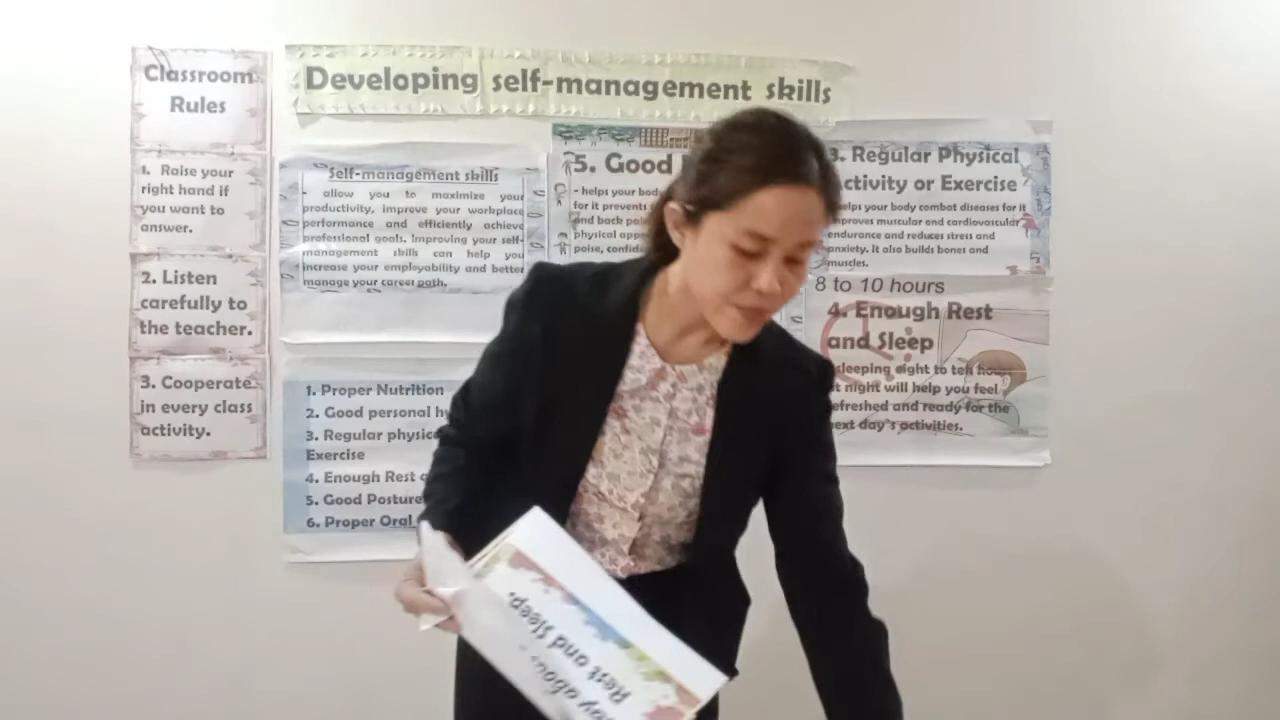 Classroom
Rules
1. Raise your
right hand if
you want to
answer.
2. Listen
carefully to
the teacher.
3. Cooperate
in every class
activity.
Developing self-management skills
Self-management skills
- allow you to maximize your
productivity, improve your workplace
performance and efficiently achieve
professional goals. Improving your self-
management skills can help you
increase your employability and better
manage your career path.
1. Proper Nutrition
2. Good personal
3. Regular
Exercise
4. Enough Rest
5. Good Posture
6. Proper Oral
5. Good
- helps your body
for it prevents
and back
physical
poise,
3. Regular Physical
Activity or Exercise
helps your body combat diseases for it
improves muscular and cardiovascular
endurance and reduces stress and
anxiety. It also builds bones and
muscles.
8 to 10 hours
4. Enough Rest
and Sleep
sleeping eight to ten
night will help you feel
refreshed and ready for the
next day's activities.
Rest and Sleep.